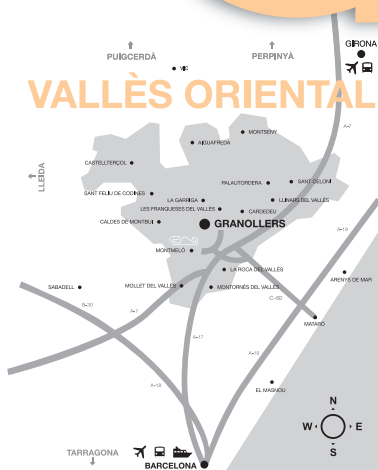 GIRONA
PUIGCERDÀ
PERPINYÀ
VIC
VALLÈS ORIENTAL
A-7
MONTSENY
AIGUAFREDA
CASTELLTERÇOL
LLEIDA
PALAUTORDERA
SANT CELONI
SANT FELIU DE CODINES
LA GARRIGA
LLINARS DEL VALLÈS
LES FRANQUESES DEL VALLÈS
CARDEDEU
CALDES DE MONTBUI
GRANOLLERS
A-19
MONTMELÓ
LA ROCA DEL VALLÈS
ARENYS DE MAR
SABADELL
MOLLET DEL VALLÈS
MONTORNÈS DEL VALLÈS
B-30
A-7
C-60
MATARÓ
A-17
A-19
A-18
EL MASNOU
N
W
E
S
TARRAGONA
BARCELONA